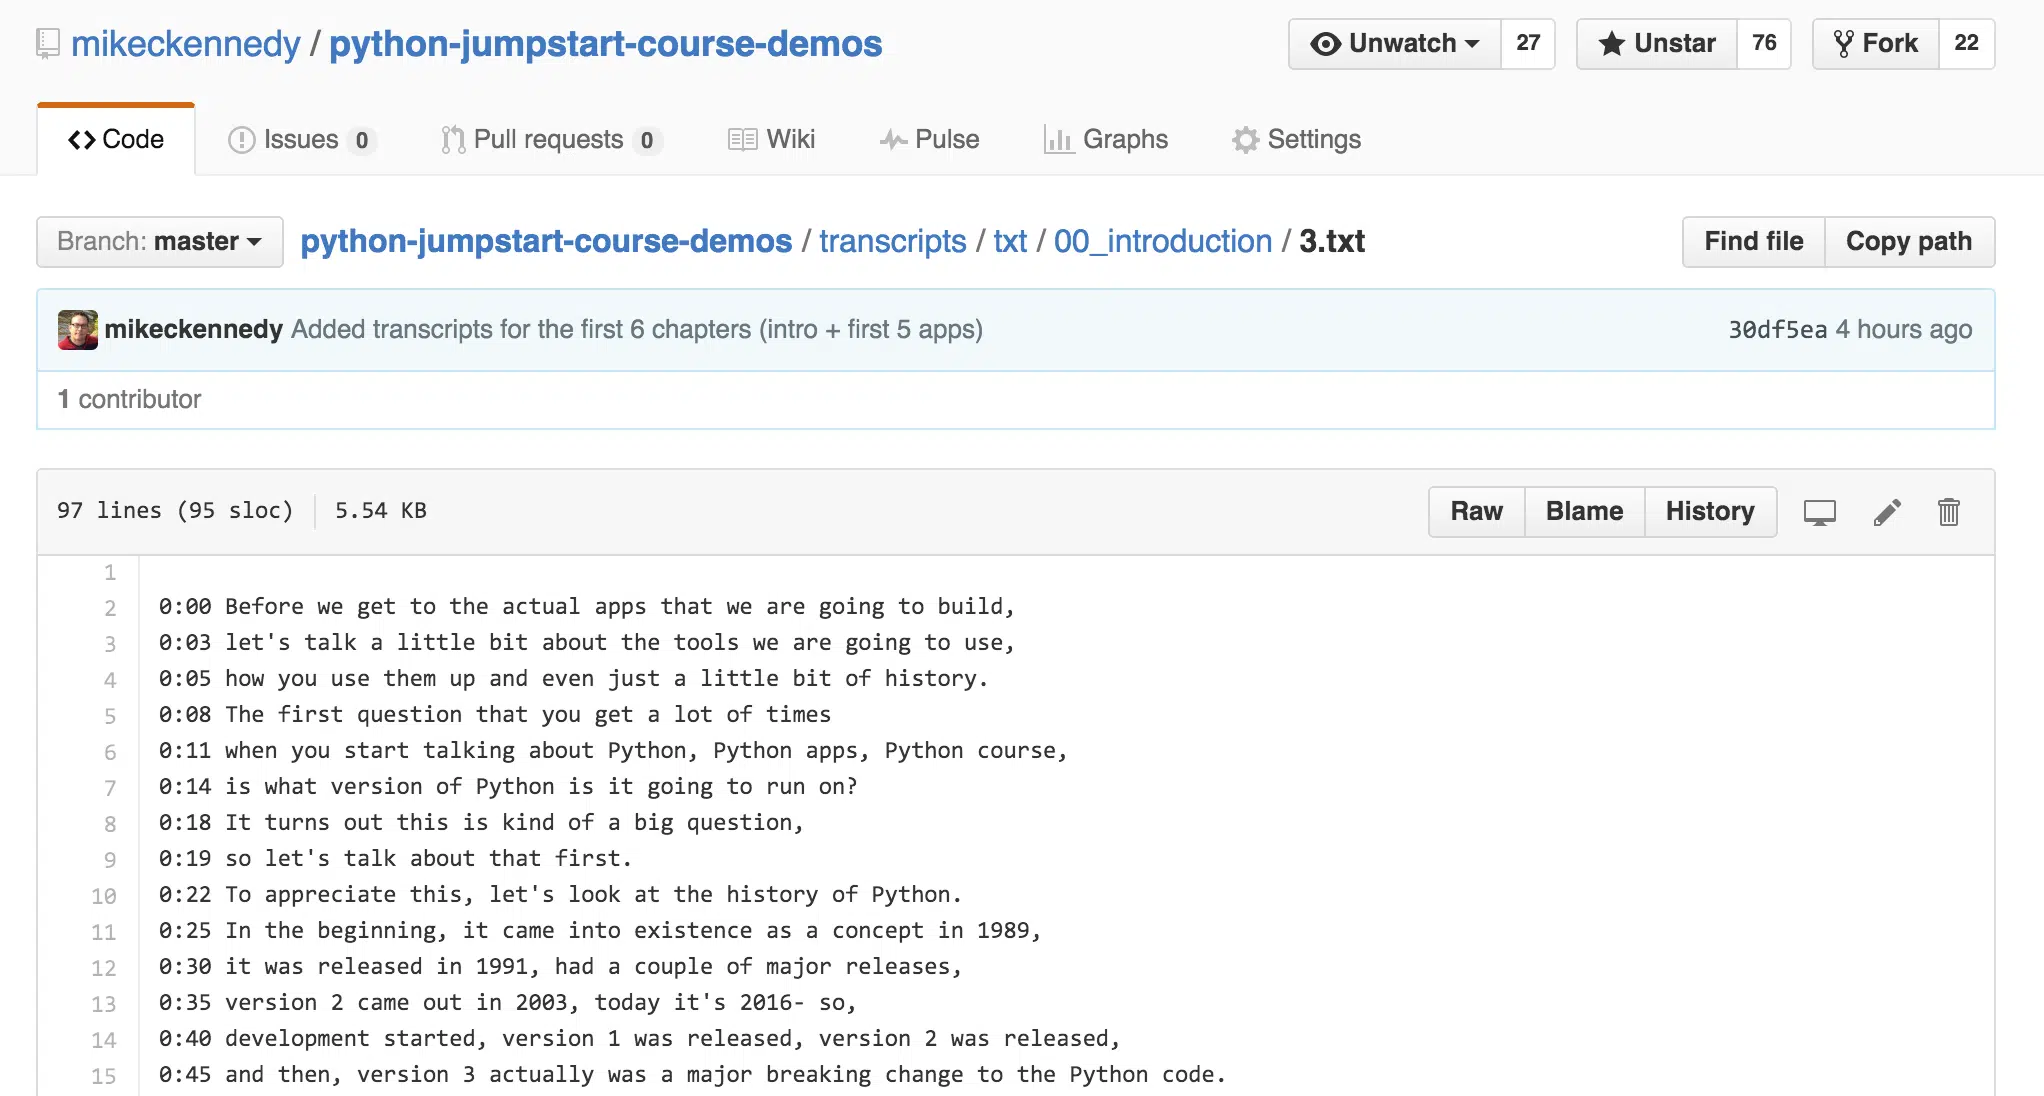 mikeckennedy / python-jumpstart-course-demos
Unwatch 27
Unstar 76
Fork 22
Code
Issues 0
Pull requests 0
Wiki
Pulse
Graphs
Settings
Branch: master
python-jumpstart-course-demos / transcripts / txt / 00_introduction / 3.txt
Find file
Copy path
mikeckennedy Added transcripts for the first 6 chapters (intro + first 5 apps)
30df5ea 4 hours ago
1 contributor
97 lines (95 sloc) 5.54 KB
Raw
Blame
History
1
2 0:00 Before we get to the actual apps that we are going to build,
3 0:03 let's talk a little bit about the tools we are going to use,
4 0:05 how you use them up and even just a little bit of history.
5 0:08 The first question that you get a lot of times
6 0:11 when you start talking about Python, Python apps, Python course,
7 0:14 is what version of Python is it going to run on?
8 0:18 It turns out this is kind of a big question,
9 0:19 so let's talk about that first.
10 0:22 To appreciate this, let's look at the history of Python.
11 0:25 In the beginning, it came into existence as a concept in 1989,
12 0:30 it was released in 1991, had a couple of major releases,
13 0:35 version 2 came out in 2003, today it's 2016- so,
14 0:40 development started, version 1 was released, version 2 was released,
15 0:45 and then, version 3 actually was a major breaking change to the Python code.